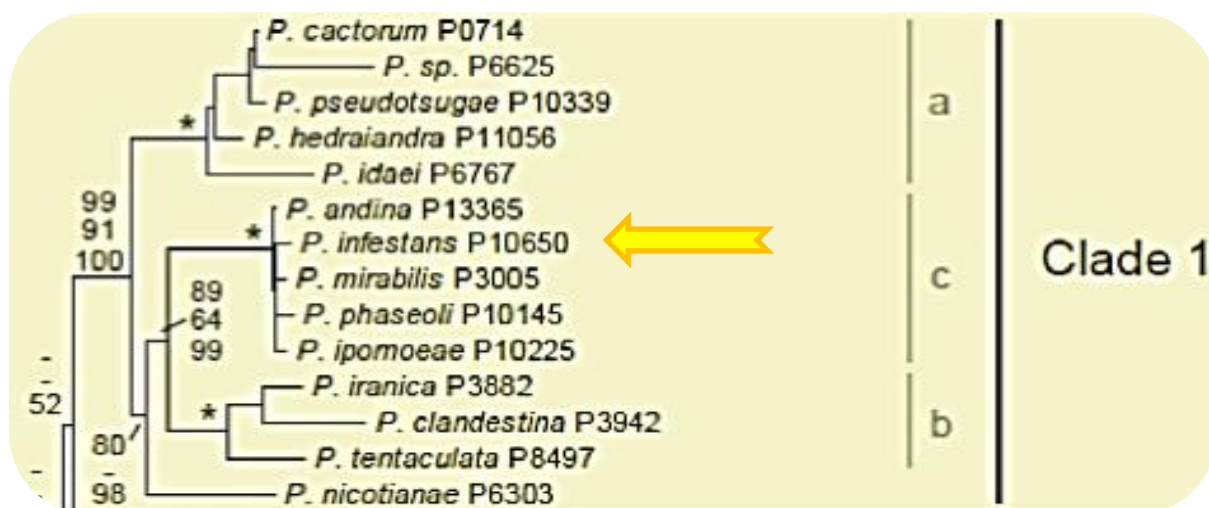 P. cactorum P0714
P. sp. P6625
P. pseudotsugae P10339
a
* P. hedraiandra P11056
P. idaei P6767
99
91
100
P. andina P13365
* P. infestans P10650
P. mirabilis P3005
c
Clade 1
89
64
99
P. phaseoli P10145
P. ipomoeae P10225
-
-
52
P. iranica P3882
* P. clandestina P3942
b
80
-
98
P. tentaculata P8497
-
P. nicotianae P6303